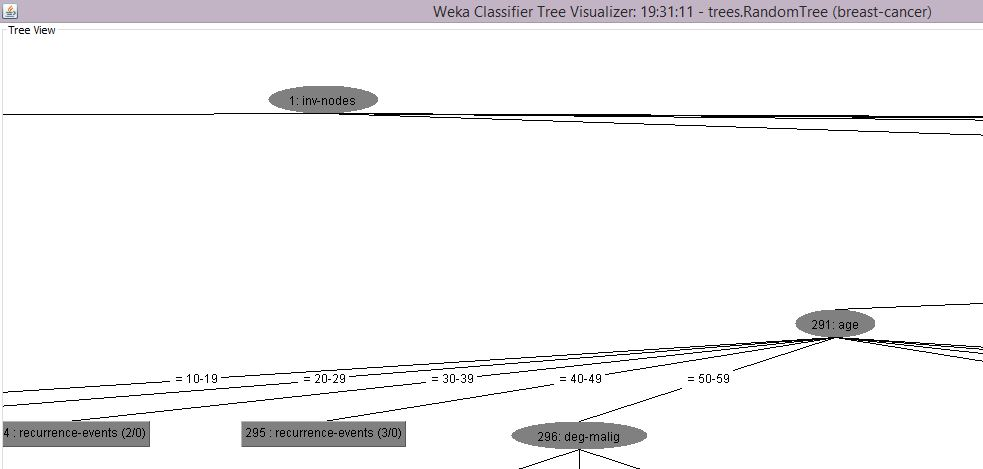 Weka Classifier Tree Visualizer: 19:31:11 - trees.RandomTree (breast-cancer)
Tree View
1: inv-nodes
291: age
= 10-19
= 20-29
= 30-39
= 40-49
= 50-59
4 : recurrence-events (2/0)
295 : recurrence-events (3/0)
296: deg-malig